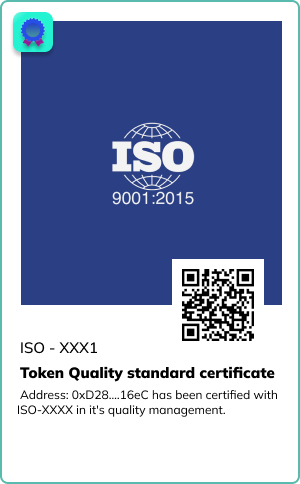 ISO
9001:2015
ISO - XXX1
Token Quality standard certificate
Address: 0xD28....16eC has been certified with
ISO-XXXX in it's quality management.